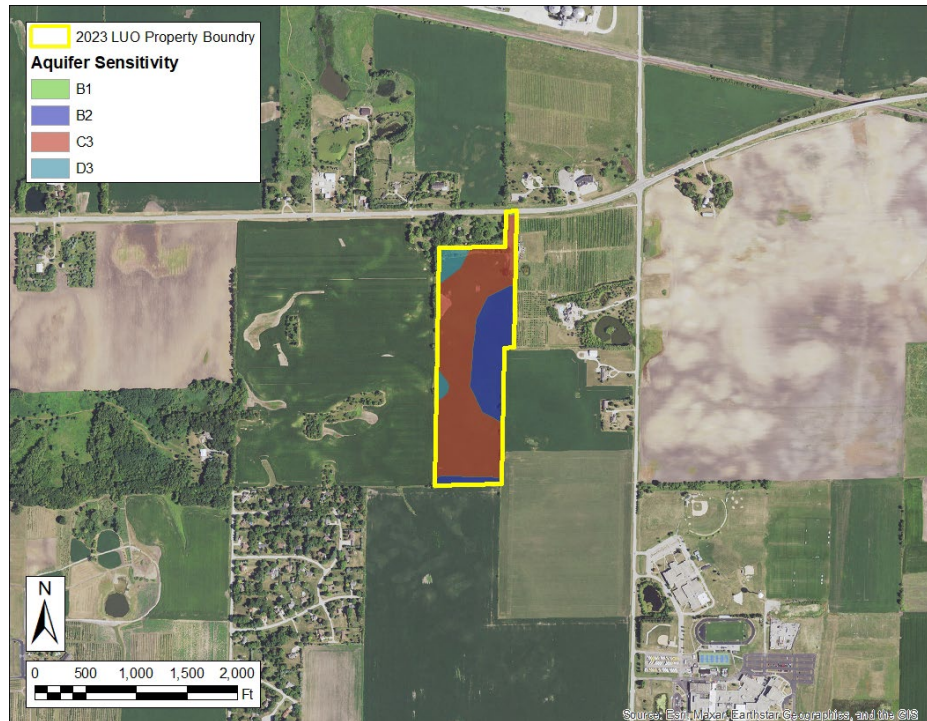 2023 LUO Property Boundry
Aquifer Sensitivity
B1
B2
C3
D3
N
0 500 1,000 1,500 2,000
Ft
Source: Esri, Maxar, Earthstar Geographics, and the GIS